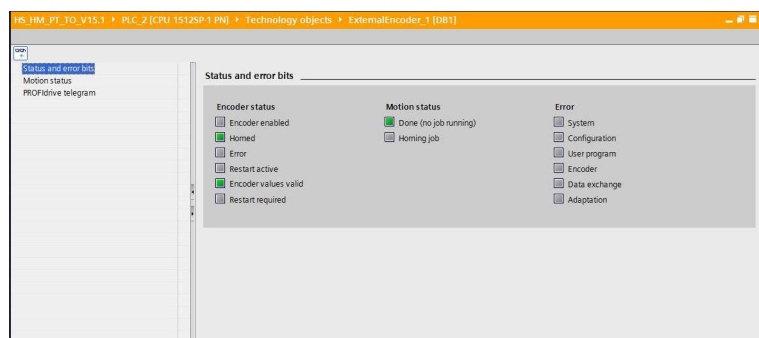 HS_HM_PT_TO_V15.1 ▸ PLC_2 [CPU 1512SP-1 PN] ▸ Technology objects ▸ ExternalEncoder_1 [DB1]
Status and error bits
Motion status
PROFIdrive telegram
Status and error bits
Encoder status
Encoder enabled
Homed
Error
Restart active
Encoder values valid
Restart required
Motion status
Done (no job running)
Homing job
Error
System
Configuration
User program
Encoder
Data exchange
Adaptation